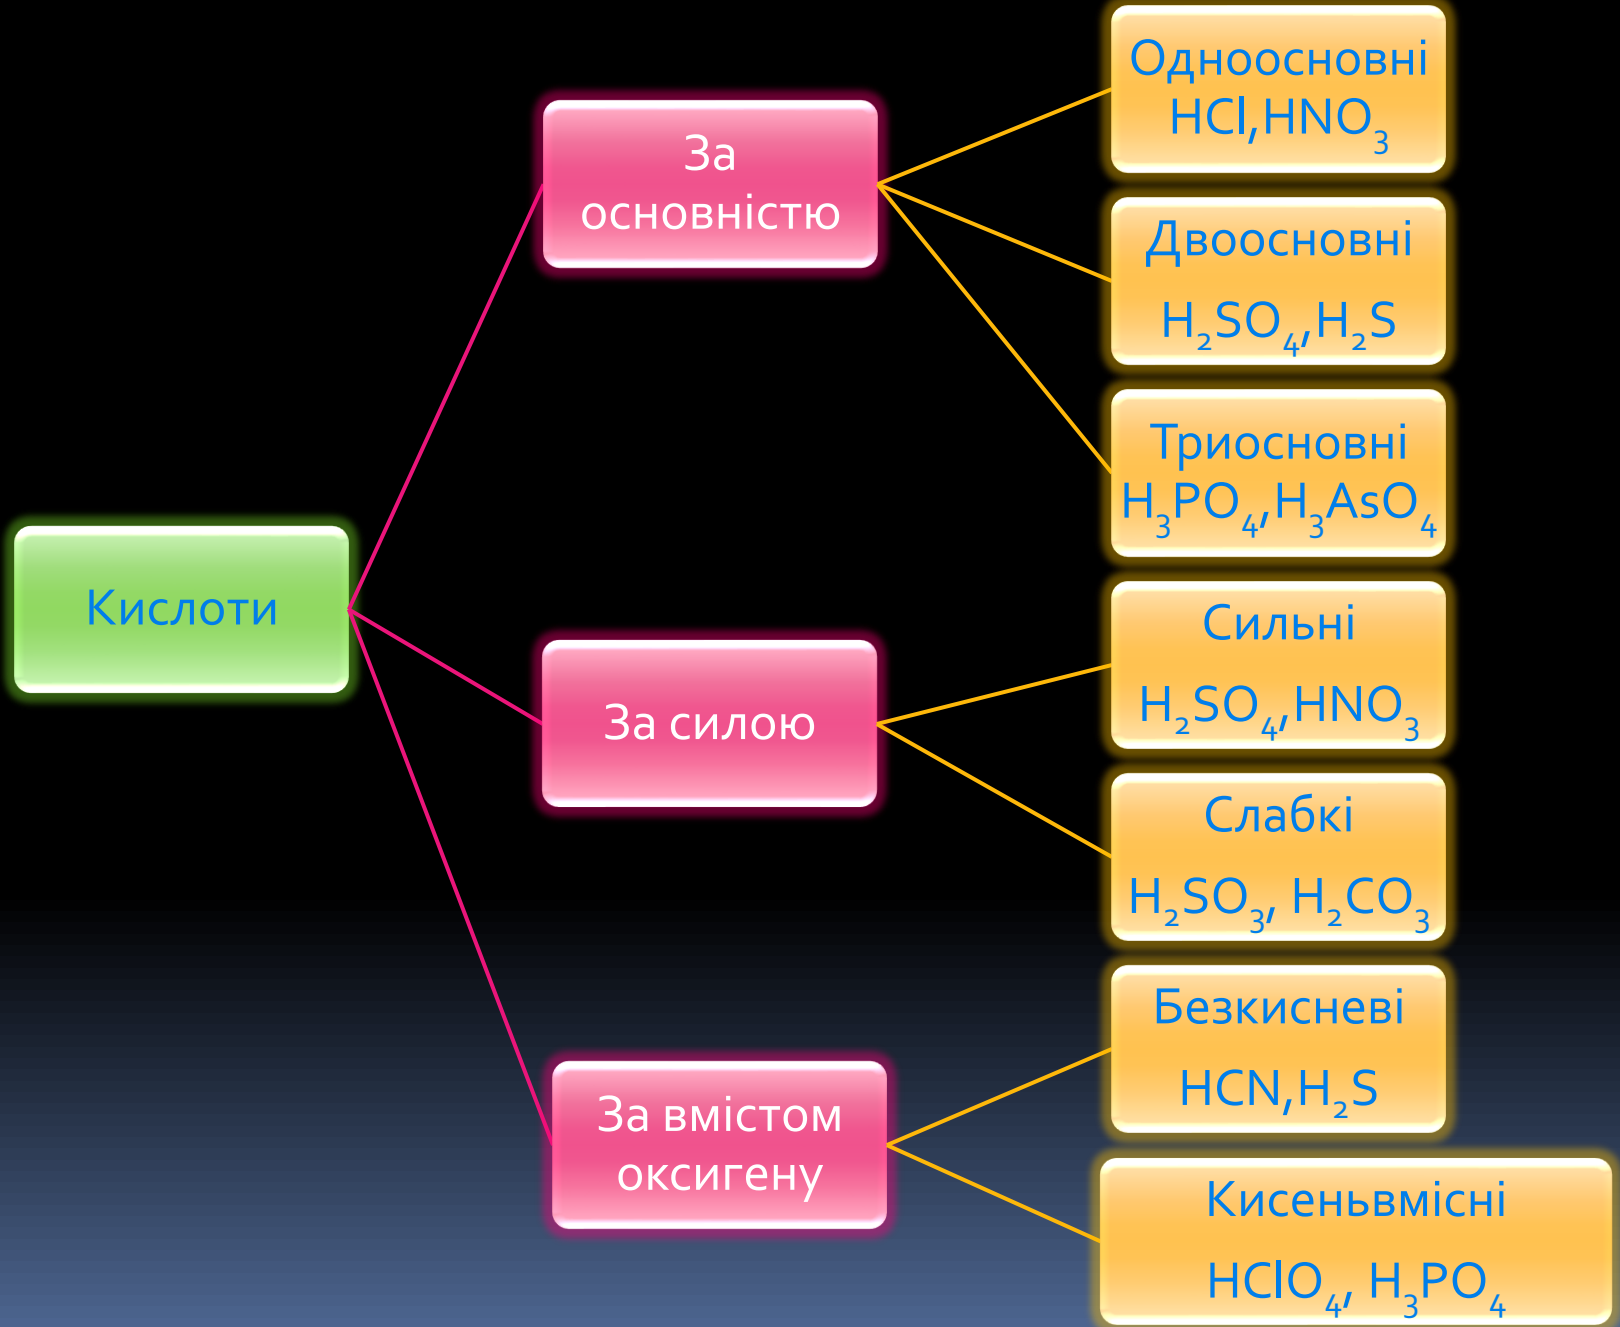 Кислоти
За
основністю
Одноосновні
HCl,HNO₃
Двоосновні
H₂SO₄,H₂S
Триосновні
H₃PO₄,H₃AsO₄
За силою
Сильні
H₂SO₄,HNO₃
Слабкі
H₂SO₃, H₂CO₃
За вмістом
оксигену
Безкисневі
HCN,H₂S
Кисеньвмісні
HClO₄, H₃PO₄